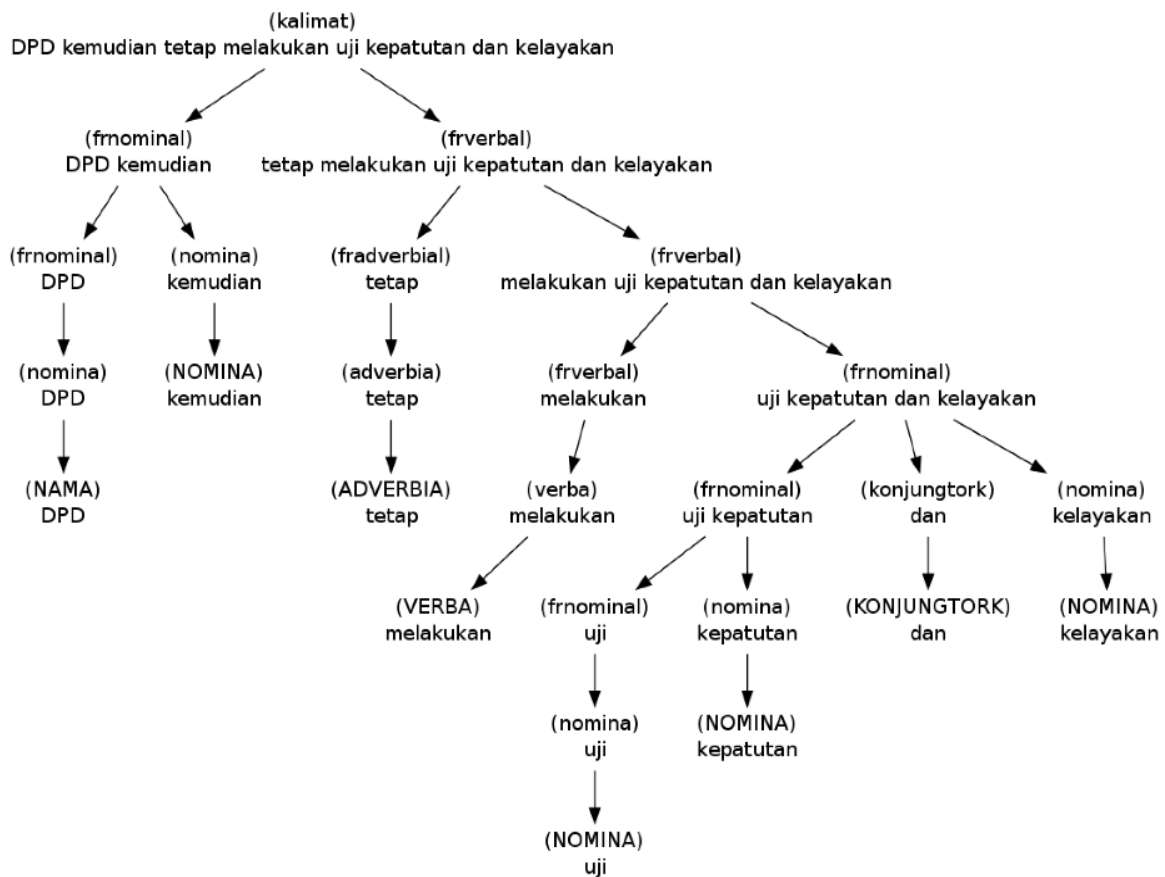 (kalimat)
DPD kemudian tetap melakukan uji kepatutan dan kelayakan
(frnominal)
DPD kemudian
(frverbal)
tetap melakukan uji kepatutan dan kelayakan
(frnominal)
DPD
(nomina)
kemudian
(fradverbial)
tetap
(frverbal)
melakukan uji kepatutan dan kelayakan
(nomina)
DPD
(NOMINA)
kemudian
(adverbia)
tetap
(frverbal)
melakukan
(frnominal)
uji kepatutan dan kelayakan
(NAMA)
DPD
(ADVERBIA)
tetap
(verba)
melakukan
(frnominal)
uji kepatutan
(konjungtork)
dan
(nomina)
kelayakan
(VERBA)
melakukan
(frnominal)
uji
(nomina)
kepatutan
(KONJUNGTORK)
dan
(NOMINA)
kelayakan
(nomina)
uji
(NOMINA)
kepatutan
(NOMINA)
uji